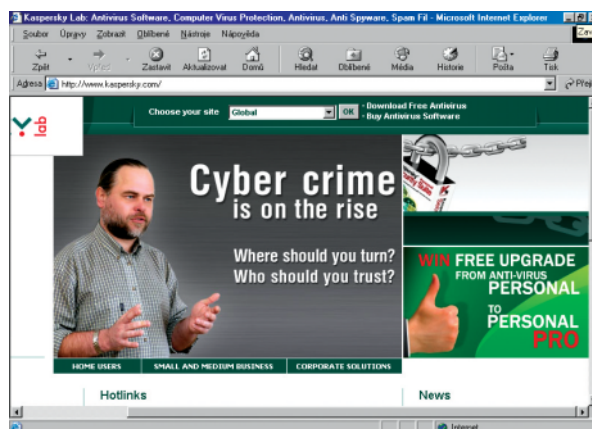 Kaspersky Lab: Antivirus Software, Computer Virus Protection, Antivirus, Anti Spyware, Spam Fil - Microsoft Internet Explorer
Soubor Úpravy Zobrazit Oblíbené Nástroje Nápověda
Zpět Vpřed Zastavit Aktualizovat Domů Hledat Oblíbené Média Historie Pošta Tisk
Adresa http://www.kaspersky.com/
lab
Choose your site Global OK
· Download Free Antivirus
· Buy Antivirus Software
Cyber crime
is on the rise
Where should you turn?
Who should you trust?
WIN FREE UPGRADE
FROM ANTI-VIRUS
PERSONAL
TO
PERSONAL
PRO
HOME USERS SMALL AND MEDIUM BUSINESS CORPORATE SOLUTIONS
Hotlinks News
Internet